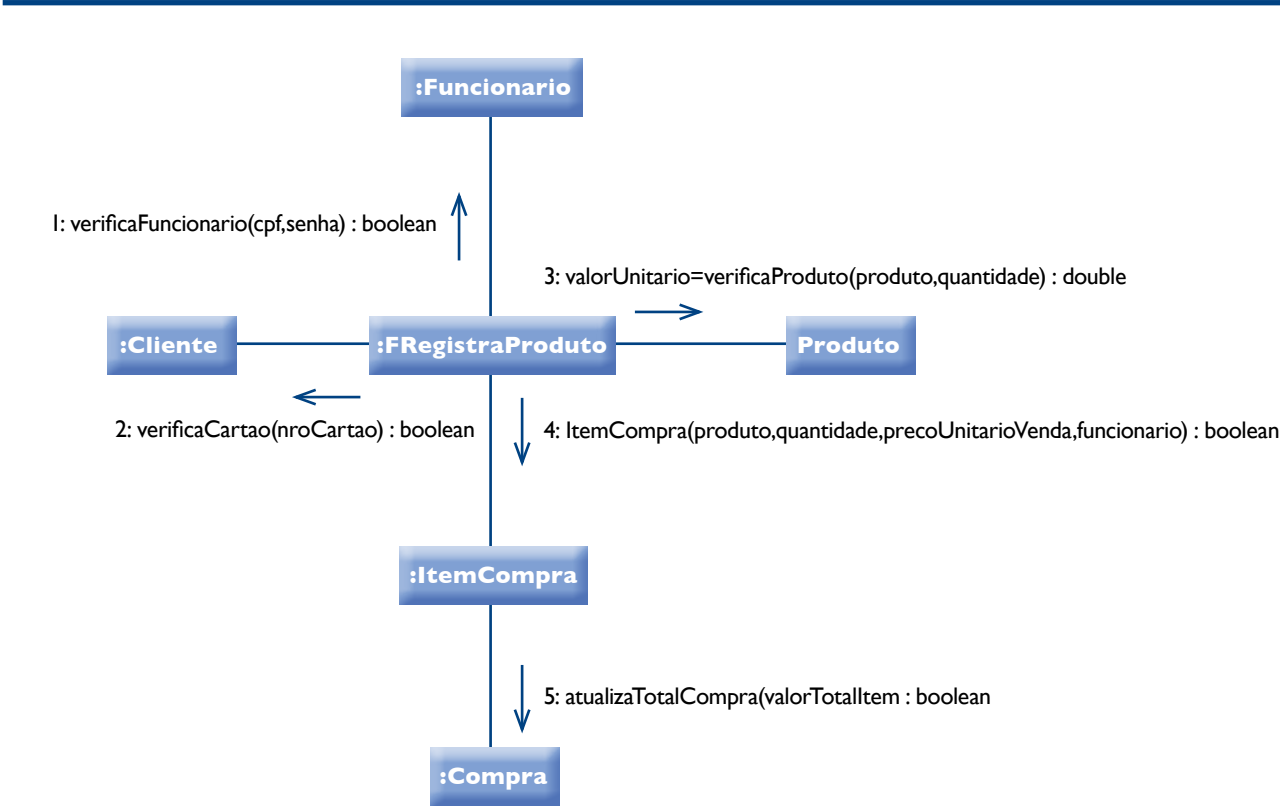 :Funcionario
1: verificaFuncionario(cpf,senha) : boolean
3: valorUnitario=verificaProduto(produto,quantidade) : double
:Cliente
:FRegistraProduto
Produto
2: verificaCartao(nroCartao) : boolean
4: ItemCompra(produto,quantidade,precoUnitarioVenda,funcionario) : boolean
:ItemCompra
5: atualizaTotalCompra(valorTotalItem : boolean
:Compra